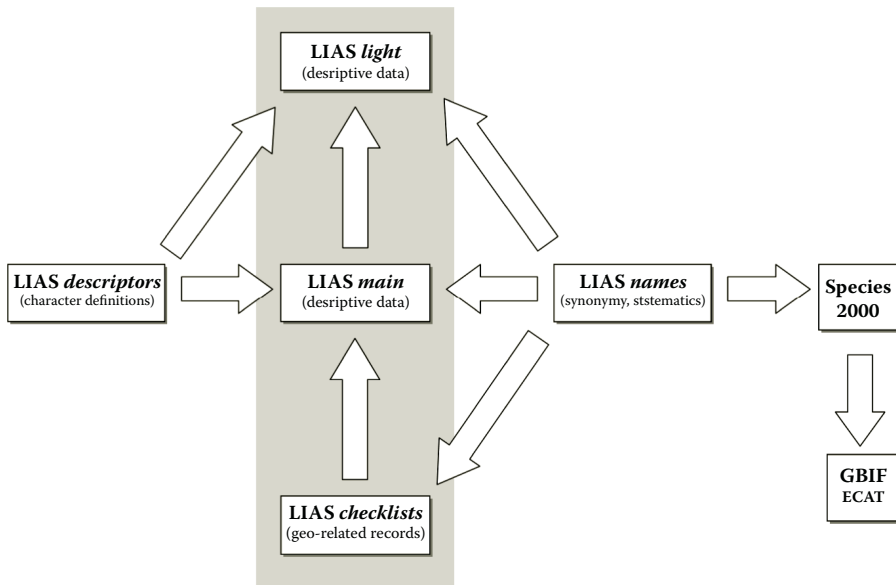 LIAS light
(desriptive data)
LIAS descriptors
(character definitions)
LIAS main
(desriptive data)
LIAS names
(synonymy, ststematics)
Species
2000
LIAS checklists
(geo-related records)
GBIF
ECAT